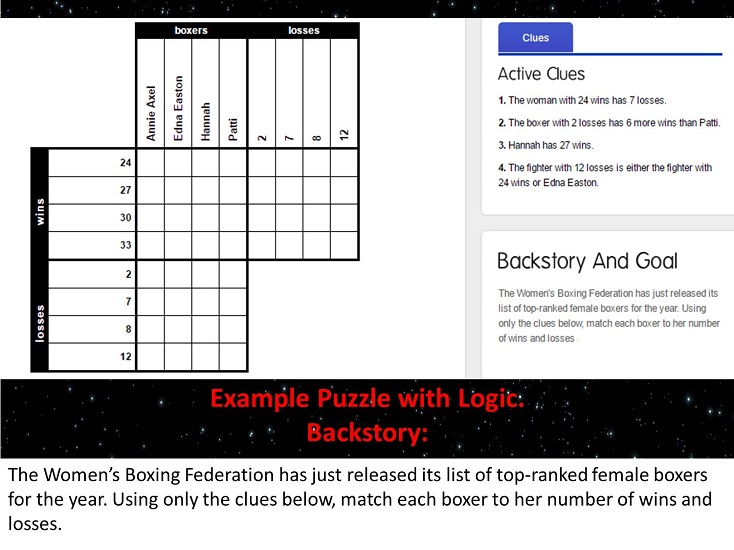 boxers
losses
Annie Axel
Edna Easton
Hannah
Patti
2
7
8
12
wins
24
27
30
33
losses
2
7
8
12
Clues
Active Clues
1. The woman with 24 wins has 7 losses.
2. The boxer with 2 losses has 6 more wins than Patti.
3. Hannah has 27 wins.
4. The fighter with 12 losses is either the fighter with
24 wins or Edna Easton.
Backstory And Goal
The Women's Boxing Federation has just released its
list of top-ranked female boxers for the year. Using
only the clues below, match each boxer to her number
of wins and losses
Example Puzzle with Logic:
Backstory:
The Women’s Boxing Federation has just released its list of top-ranked female boxers
for the year. Using only the clues below, match each boxer to her number of wins and
losses.